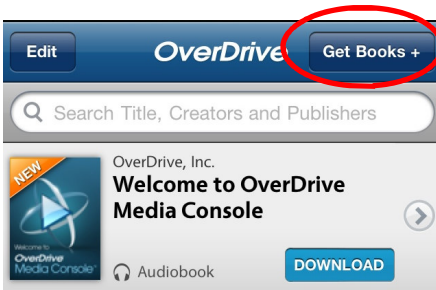 Edit OverDrive Get Books +
Search Title, Creators and Publishers
NEW
OverDrive, Inc.
Welcome to OverDrive
Media Console
Welcome to
OverDrive
Media Console
Audiobook
DOWNLOAD